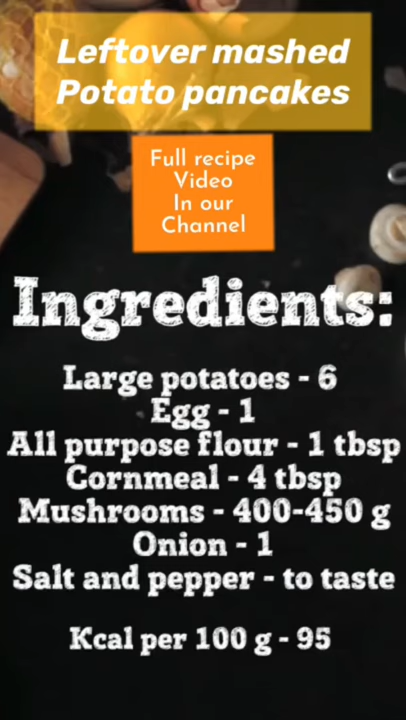 Leftover mashed
Potato pancakes
Full recipe
Video
In our
Channel
Ingredients:
Large potatoes - 6
Egg - 1
All purpose flour - 1 tbsp
Cornmeal - 4 tbsp
Mushrooms - 400-450 g
Onion - 1
Salt and pepper - to taste
Kcal per 100 g - 95